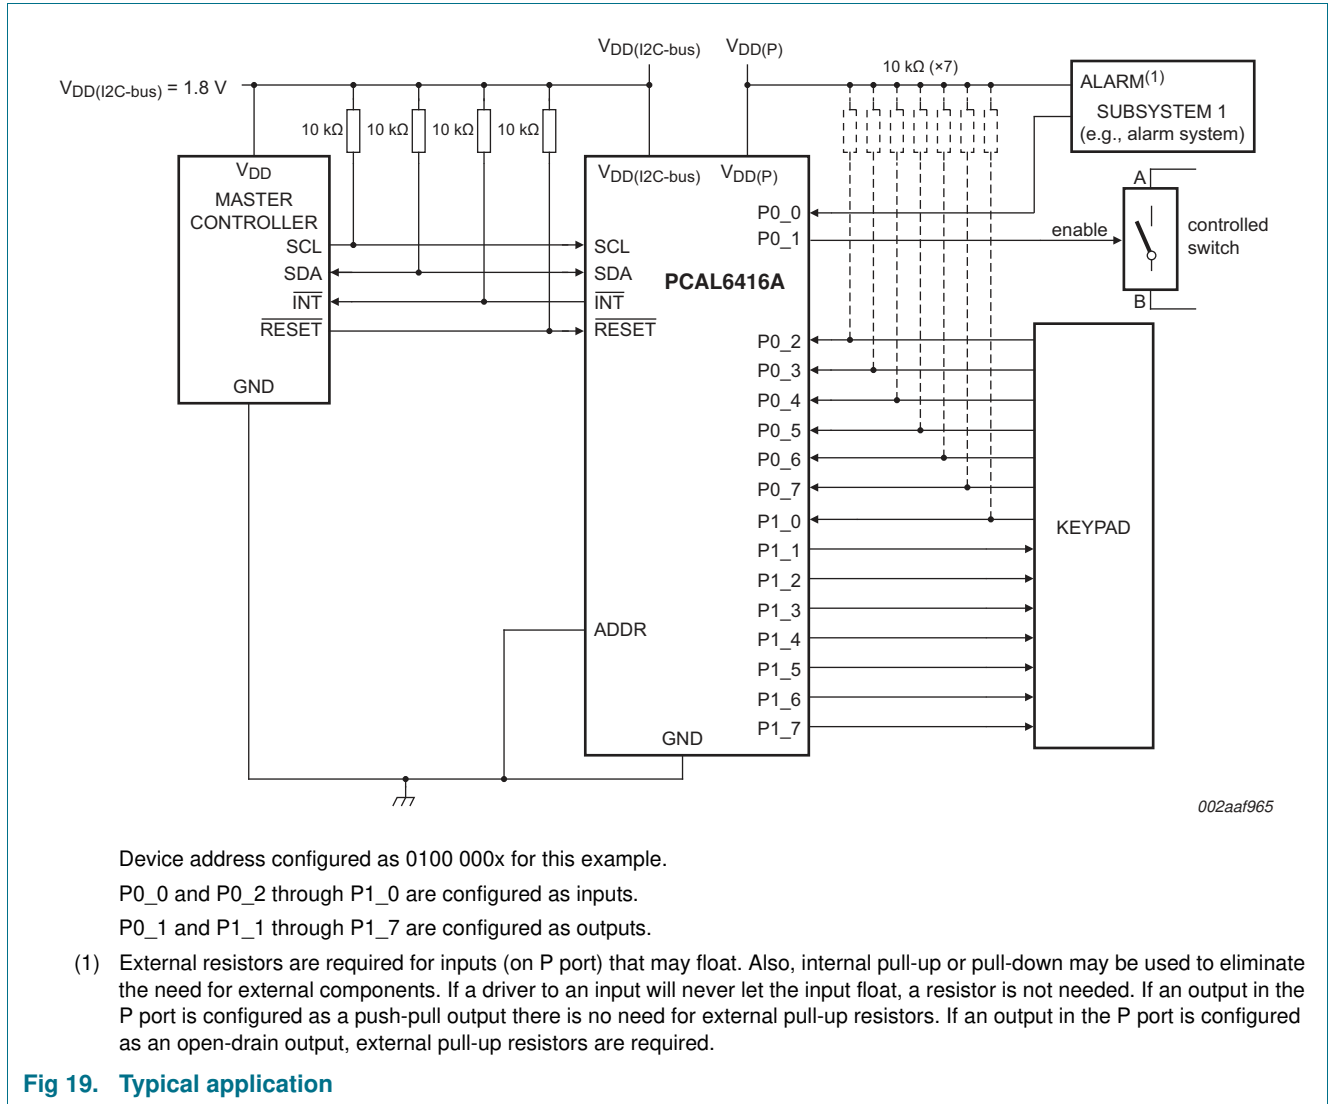 VDD(I2C-bus) VDD(P)
VDD(I2C-bus) = 1.8 V
10 kΩ (×7)
ALARM(1)
SUBSYSTEM 1
(e.g., alarm system)
10 kΩ 10 kΩ 10 kΩ 10 kΩ
VDD
MASTER
CONTROLLER
SCL
SDA
INT
RESET
GND
VDD(I2C-bus) VDD(P)
SCL
SDA
INT
RESET
PCAL6416A
ADDR
GND
P0_0
P0_1
P0_2
P0_3
P0_4
P0_5
P0_6
P0_7
P1_0
P1_1
P1_2
P1_3
P1_4
P1_5
P1_6
P1_7
enable
A
B
controlled
switch
KEYPAD
002aaf965
Device address configured as 0100 000x for this example.
P0_0 and P0_2 through P1_0 are configured as inputs.
P0_1 and P1_1 through P1_7 are configured as outputs.
(1) External resistors are required for inputs (on P port) that may float. Also, internal pull-up or pull-down may be used to eliminate
the need for external components. If a driver to an input will never let the input float, a resistor is not needed. If an output in the
P port is configured as a push-pull output there is no need for external pull-up resistors. If an output in the P port is configured
as an open-drain output, external pull-up resistors are required.
Fig 19. Typical application